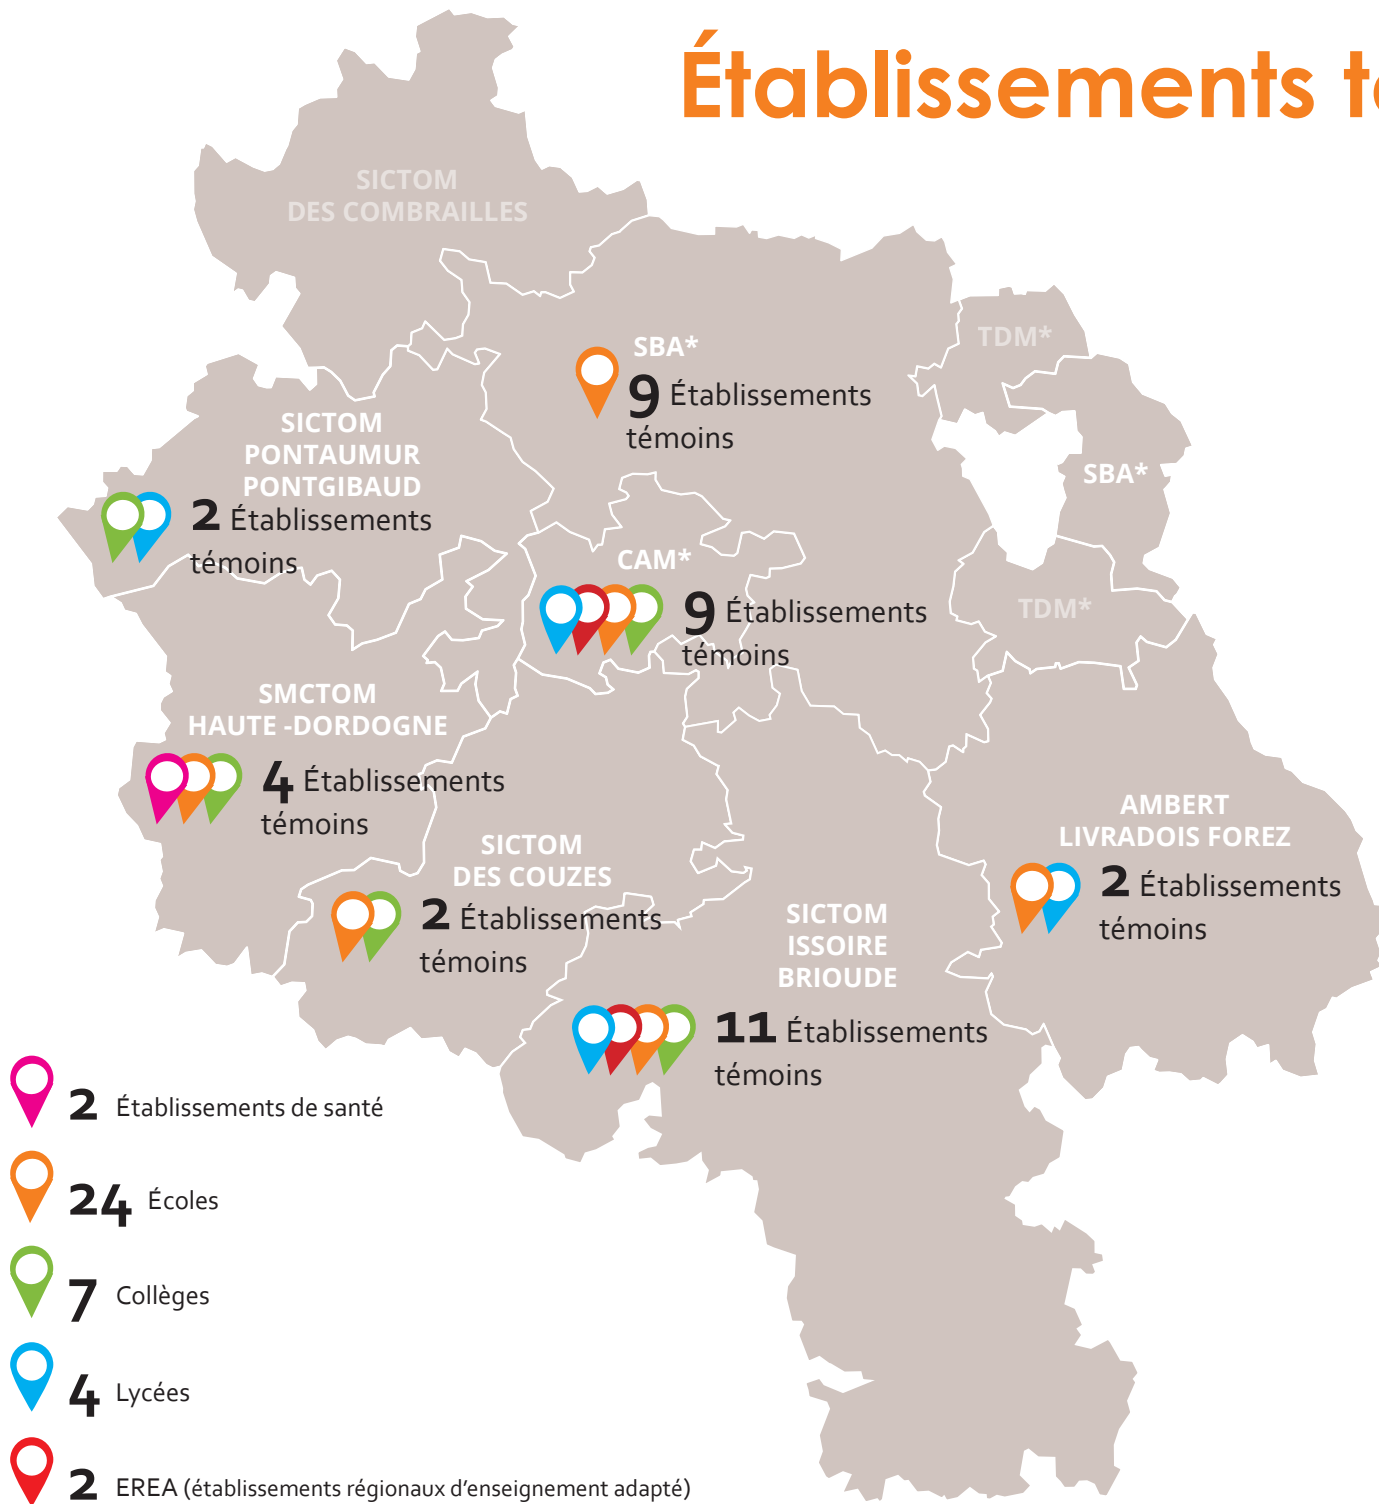 Établissements
SICTOM
DES COMBRAILLES
TDM*
SBA*
9 Établissements
témoins
SICTOM
PONTAUMUR
PONTGIBAUD
2 Établissements
témoins
SBA*
CAM*
9 Établissements
témoins
TDM*
SMCTOM
HAUTE -DORDOGNE
4 Établissements
témoins
AMBERT
LIVRADOIS FOREZ
2 Établissements
témoins
SICTOM
DES COUZES
2 Établissements
témoins
SICTOM
ISSOIRE
BRIOUDE
11 Établissements
témoins
2 Établissements de santé
24 Écoles
7 Collèges
4 Lycées
2 EREA (établissements régionaux d'enseignement adapté)